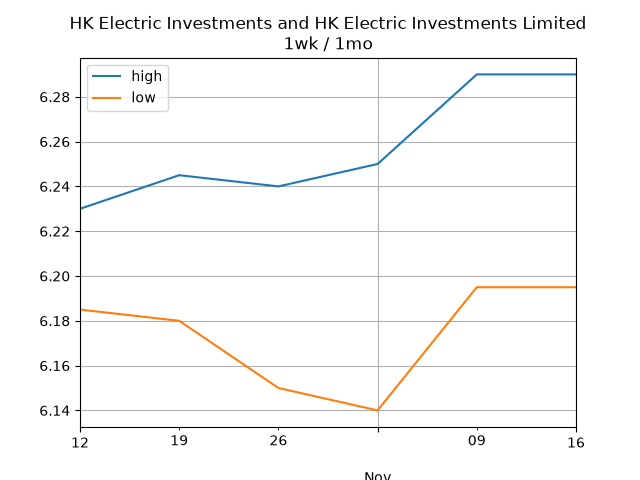 HK Electric Investments and HK Electric Investments Limited
1wk / 1mo
high
low
6.28
6.26
6.24
6.22
6.20
6.18
6.16
6.14
12
19
26
09
16
Nov